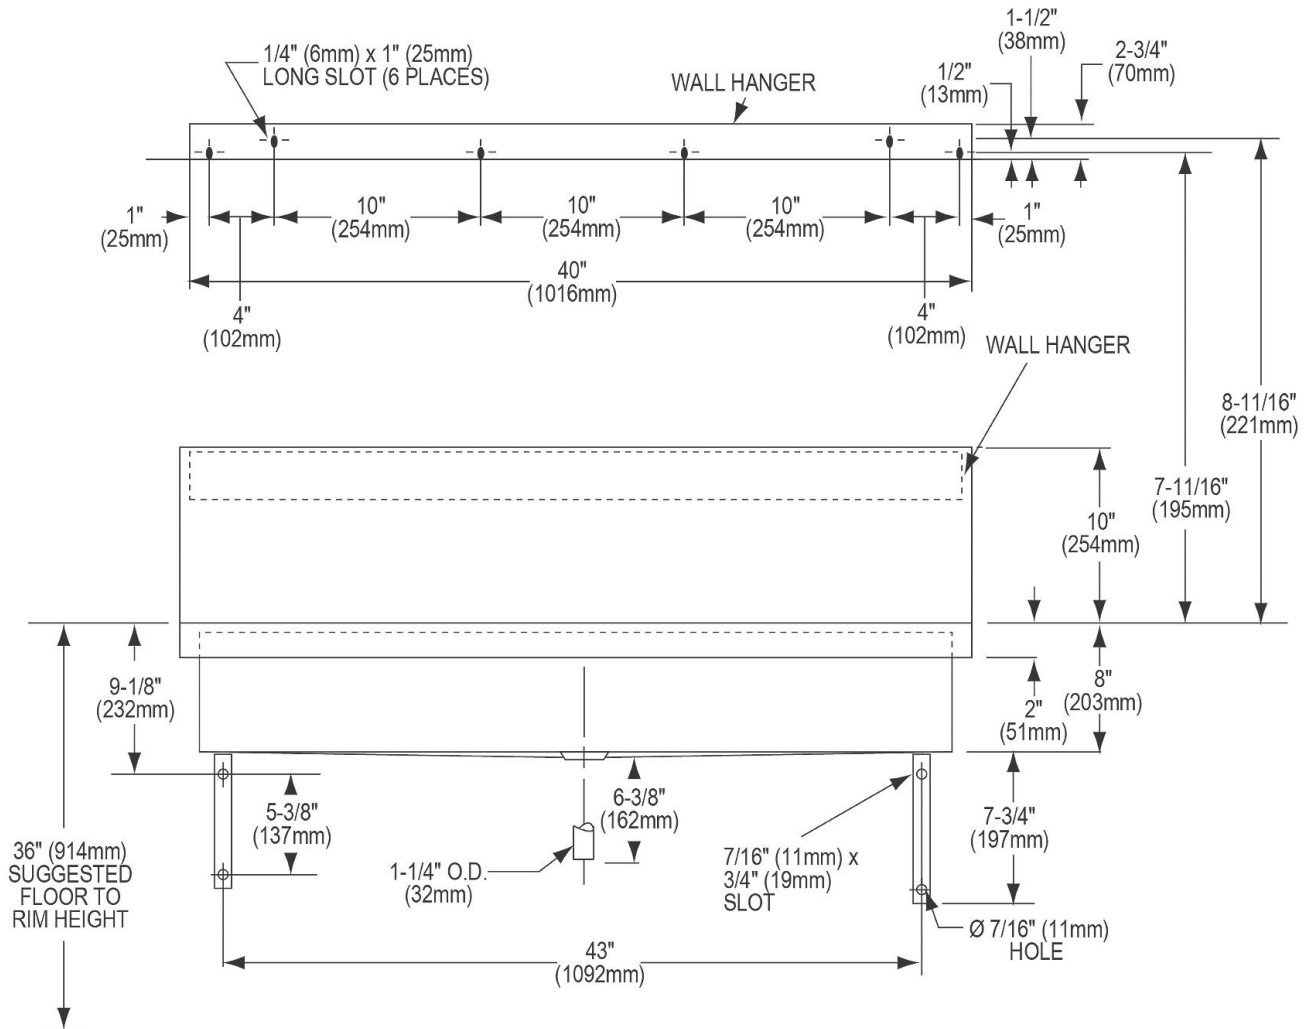 1-1/2"
(38mm)
1/4" (6mm) x 1" (25mm)
LONG SLOT (6 PLACES)
WALL HANGER
1/2"
(13mm)
2-3/4"
(70mm)
1"
(25mm)
10"
(254mm)
10"
(254mm)
10"
(254mm)
1"
(25mm)
40"
(1016mm)
4"
(102mm)
4"
(102mm)
WALL HANGER
8-11/16"
(221mm)
7-11/16"
(195mm)
10"
(254mm)
9-1/8"
(232mm)
8"
(203mm)
2"
(51mm)
5-3/8"
(137mm)
6-3/8"
(162mm)
7-3/4"
(197mm)
36" (914mm)
SUGGESTED
FLOOR TO
RIM HEIGHT
1-1/4" O.D.
(32mm)
7/16" (11mm) x
3/4" (19mm)
SLOT
Ø 7/16" (11mm)
HOLE
43"
(1092mm)